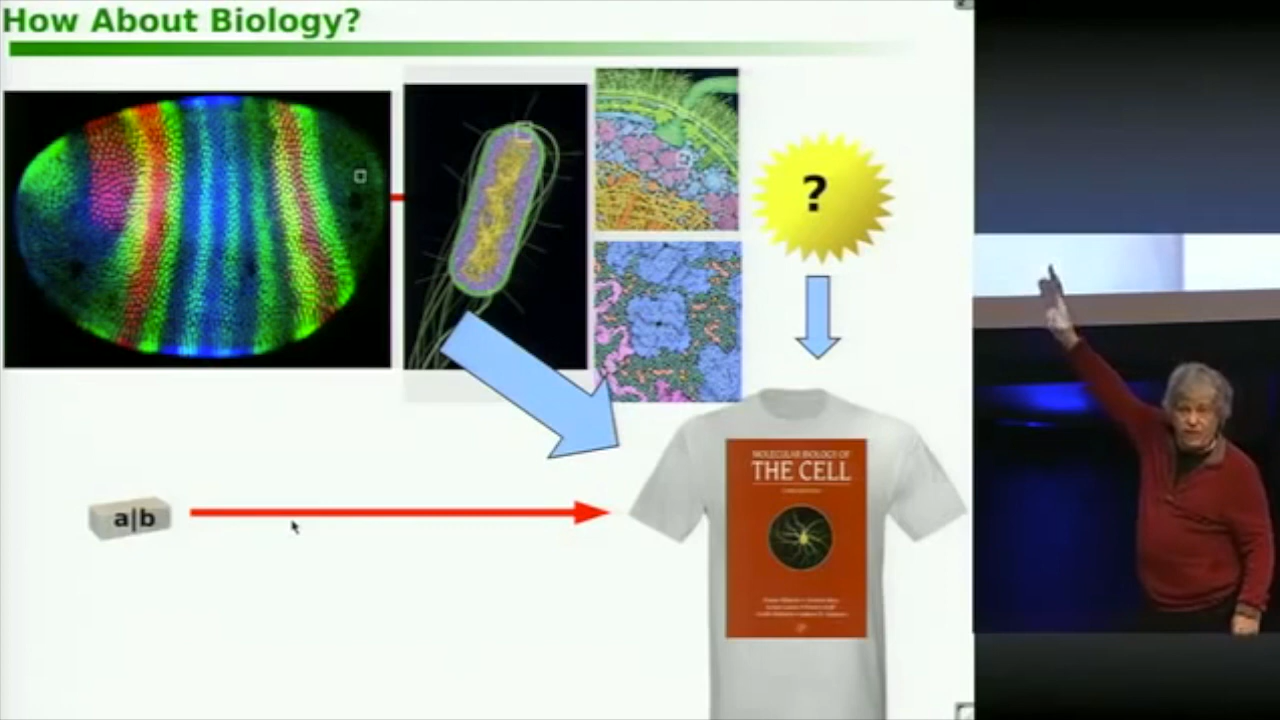 How About Biology?
?
a|b
MOLECULAR BIOLOGY OF
THE CELL